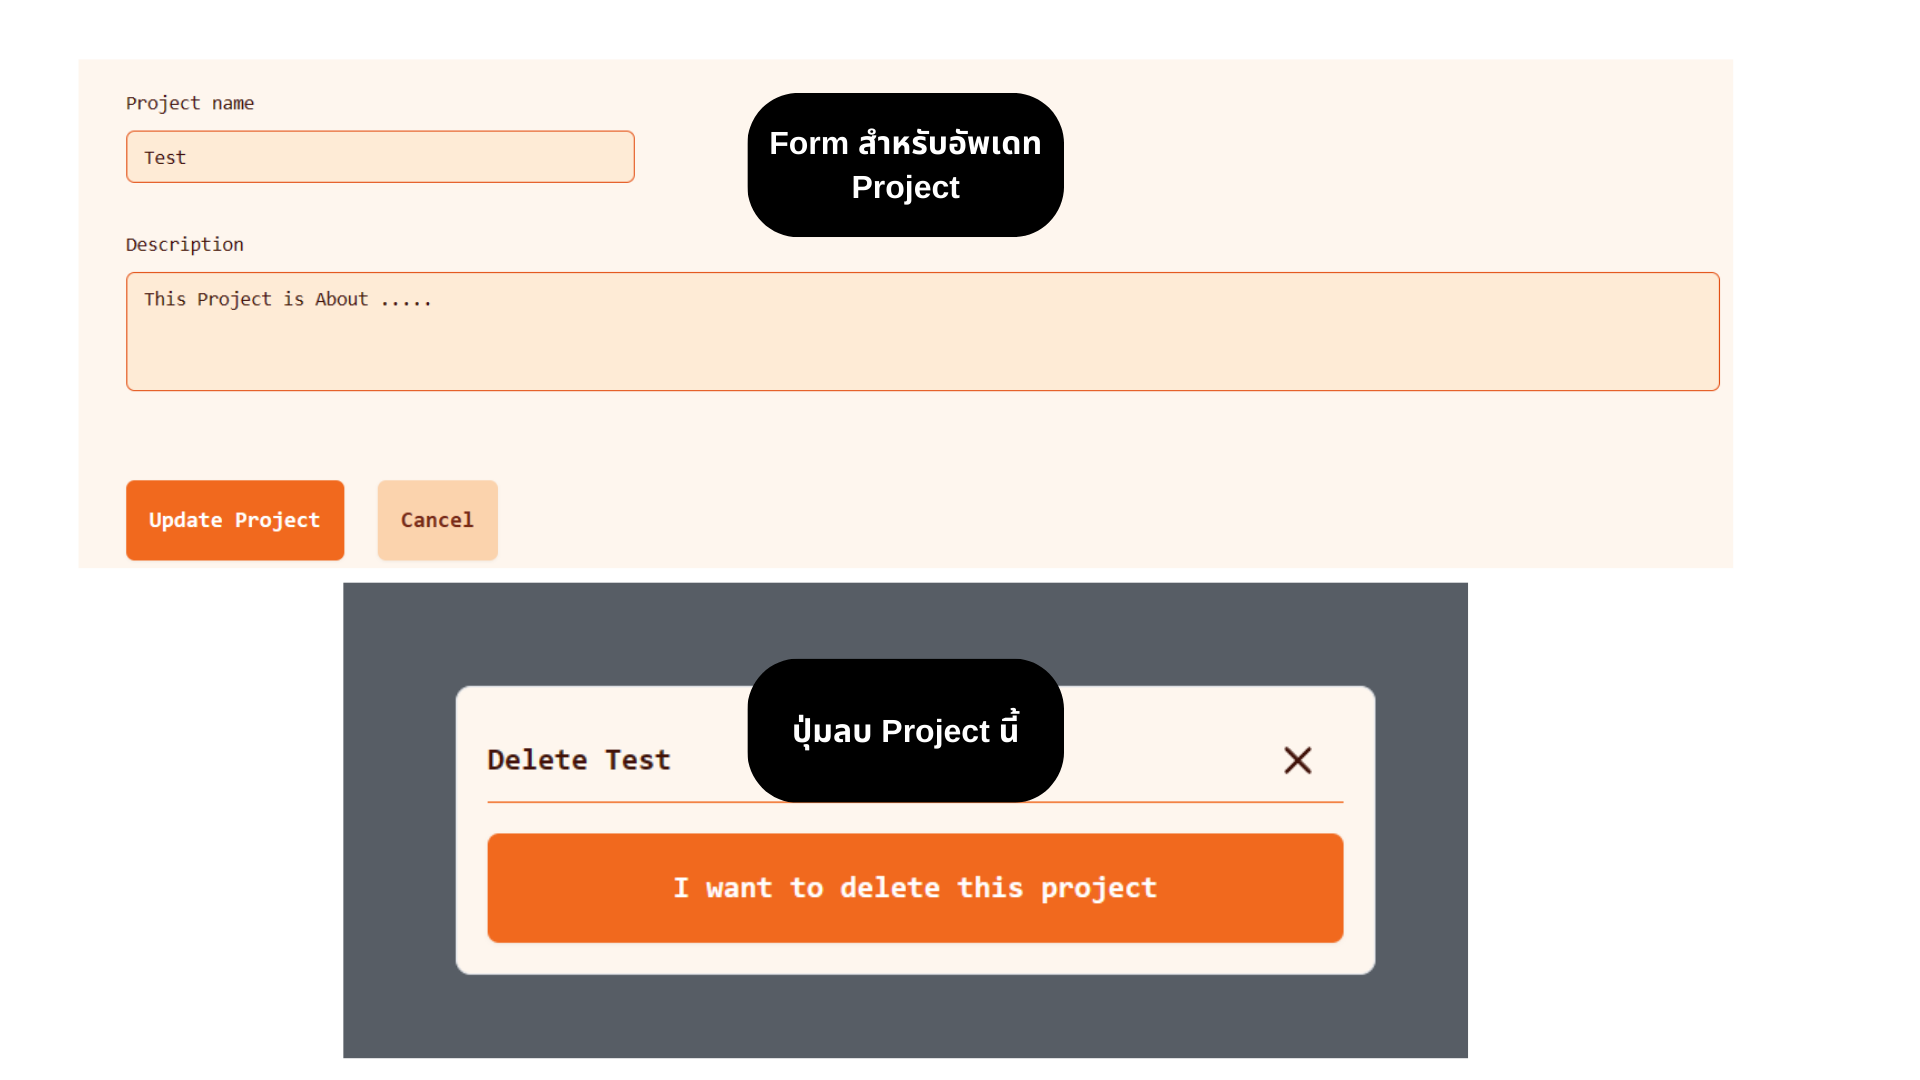 Project name
Test
Form สำหรับอัพเดท
Project
Description
This Project is About .....
Update Project
Cancel
ปุ่มลบ Project นี้
Delete Test
I want to delete this project